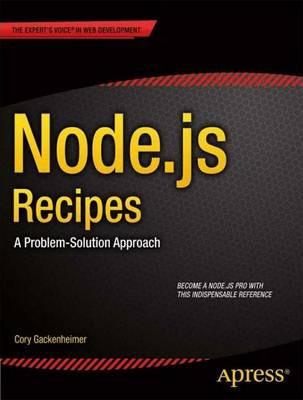 THE EXPERT'S VOICE® IN WEB DEVELOPMENT
Node.js
Recipes
A Problem-Solution Approach
BECOME A NODE.JS PRO WITH
THIS INDISPENSABLE REFERENCE
Cory Gackenheimer
Apress®